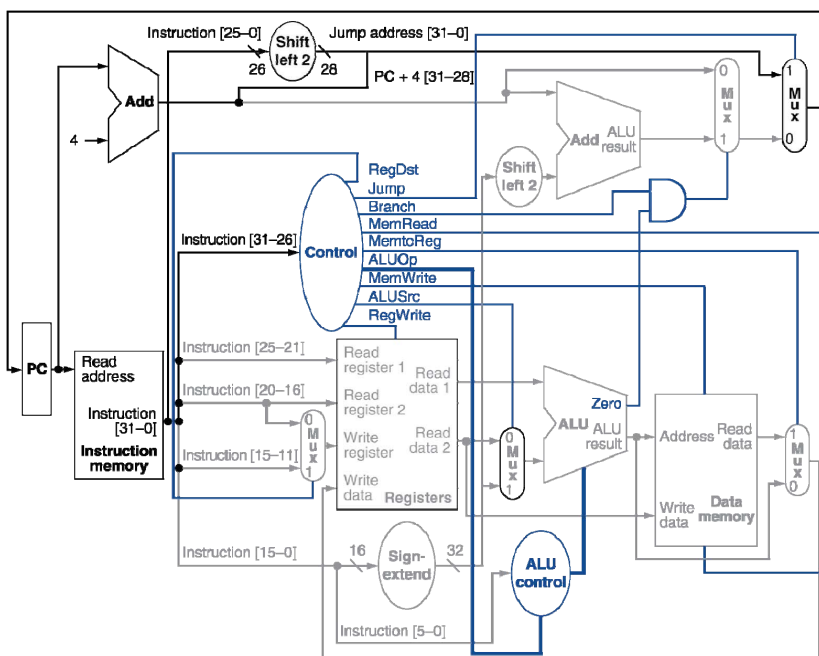 Instruction [25–0]
Shift
left 2
Jump address [31–0]
26
28
PC + 4 [31–28]
Add
4
Add
ALU
result
0
M
u
x
1
1
M
u
x
0
Shift
left 2
RegDst
Jump
Branch
MemRead
MemtoReg
ALUOp
MemWrite
ALUSrc
RegWrite
Control
Instruction [31–26]
PC
Read
address
Instruction
[31–0]
Instruction
memory
Instruction [25–21]
Instruction [20–16]
Instruction [15–11]
0
M
u
x
1
Read
register 1
Read
register 2
Write
register
Write
data
Read
data 1
Read
data 2
Registers
0
M
u
x
1
Zero
ALU
ALU
result
Address
Read
data
Write
data
Data
memory
1
M
u
x
0
Instruction [15–0]
16
Sign-
extend
32
ALU
control
Instruction [5–0]